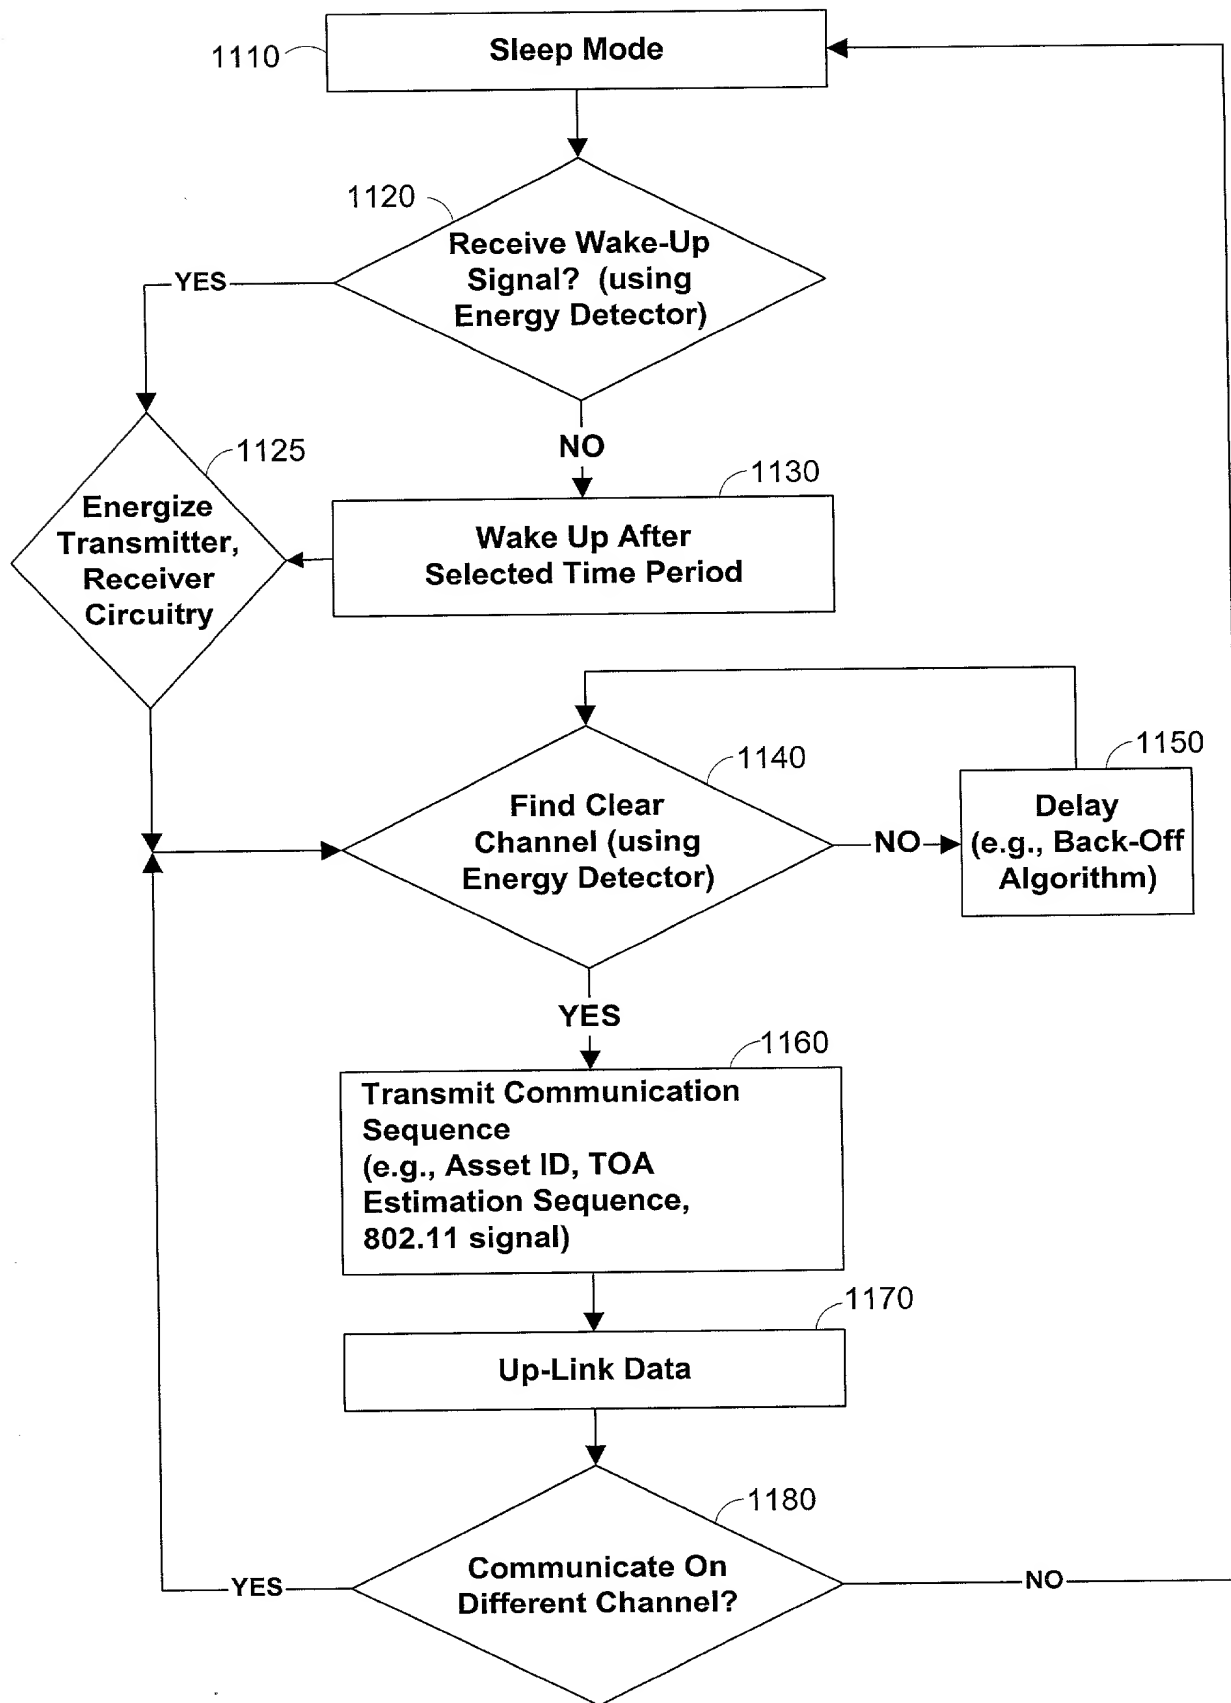 1110
Sleep Mode
1120
Receive Wake-Up
Signal? (using
Energy Detector)
YES
NO
1125
Energize
Transmitter,
Receiver
Circuitry
1130
Wake Up After
Selected Time Period
1140
Find Clear
Channel (using
Energy Detector)
NO
1150
Delay
(e.g., Back-Off
Algorithm)
YES
1160
Transmit Communication
Sequence
(e.g., Asset ID, TOA
Estimation Sequence,
802.11 signal)
1170
Up-Link Data
1180
Communicate On
Different Channel?
YES
NO